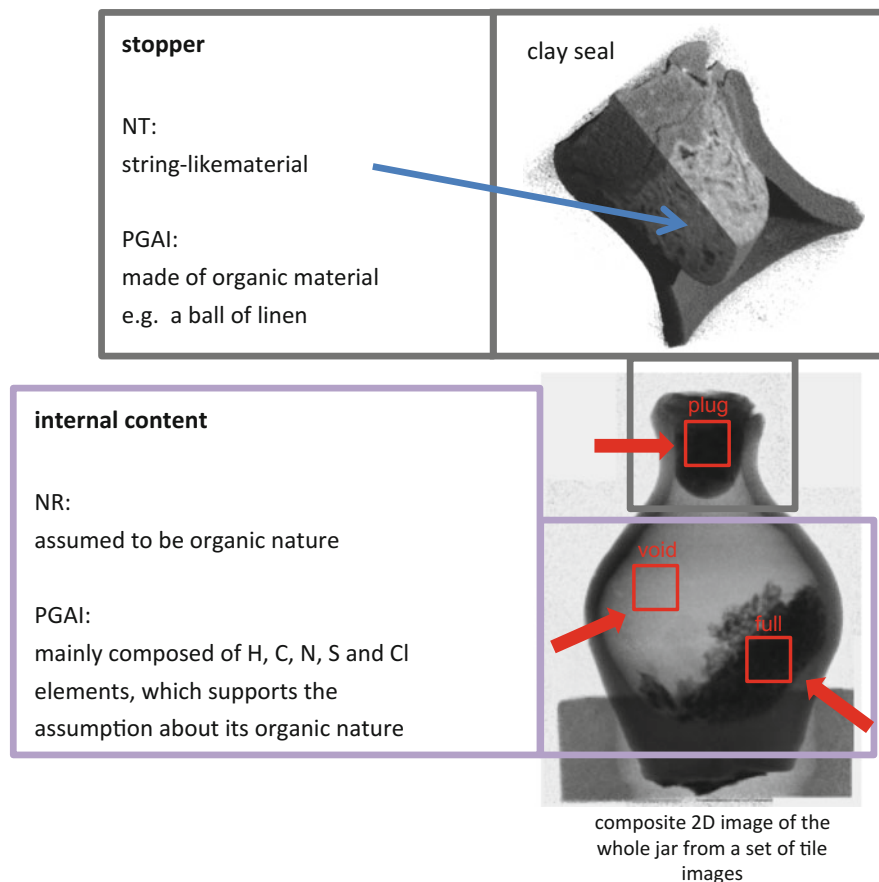 stopper
NT:
string-likematerial
PGAI:
made of organic material
e.g. a ball of linen
clay seal
internal content
NR:
assumed to be organic nature
PGAI:
mainly composed of H, C, N, S and Cl
elements, which supports the
assumption about its organic nature
plug
void
full
composite 2D image of the
whole jar from a set of tile
images